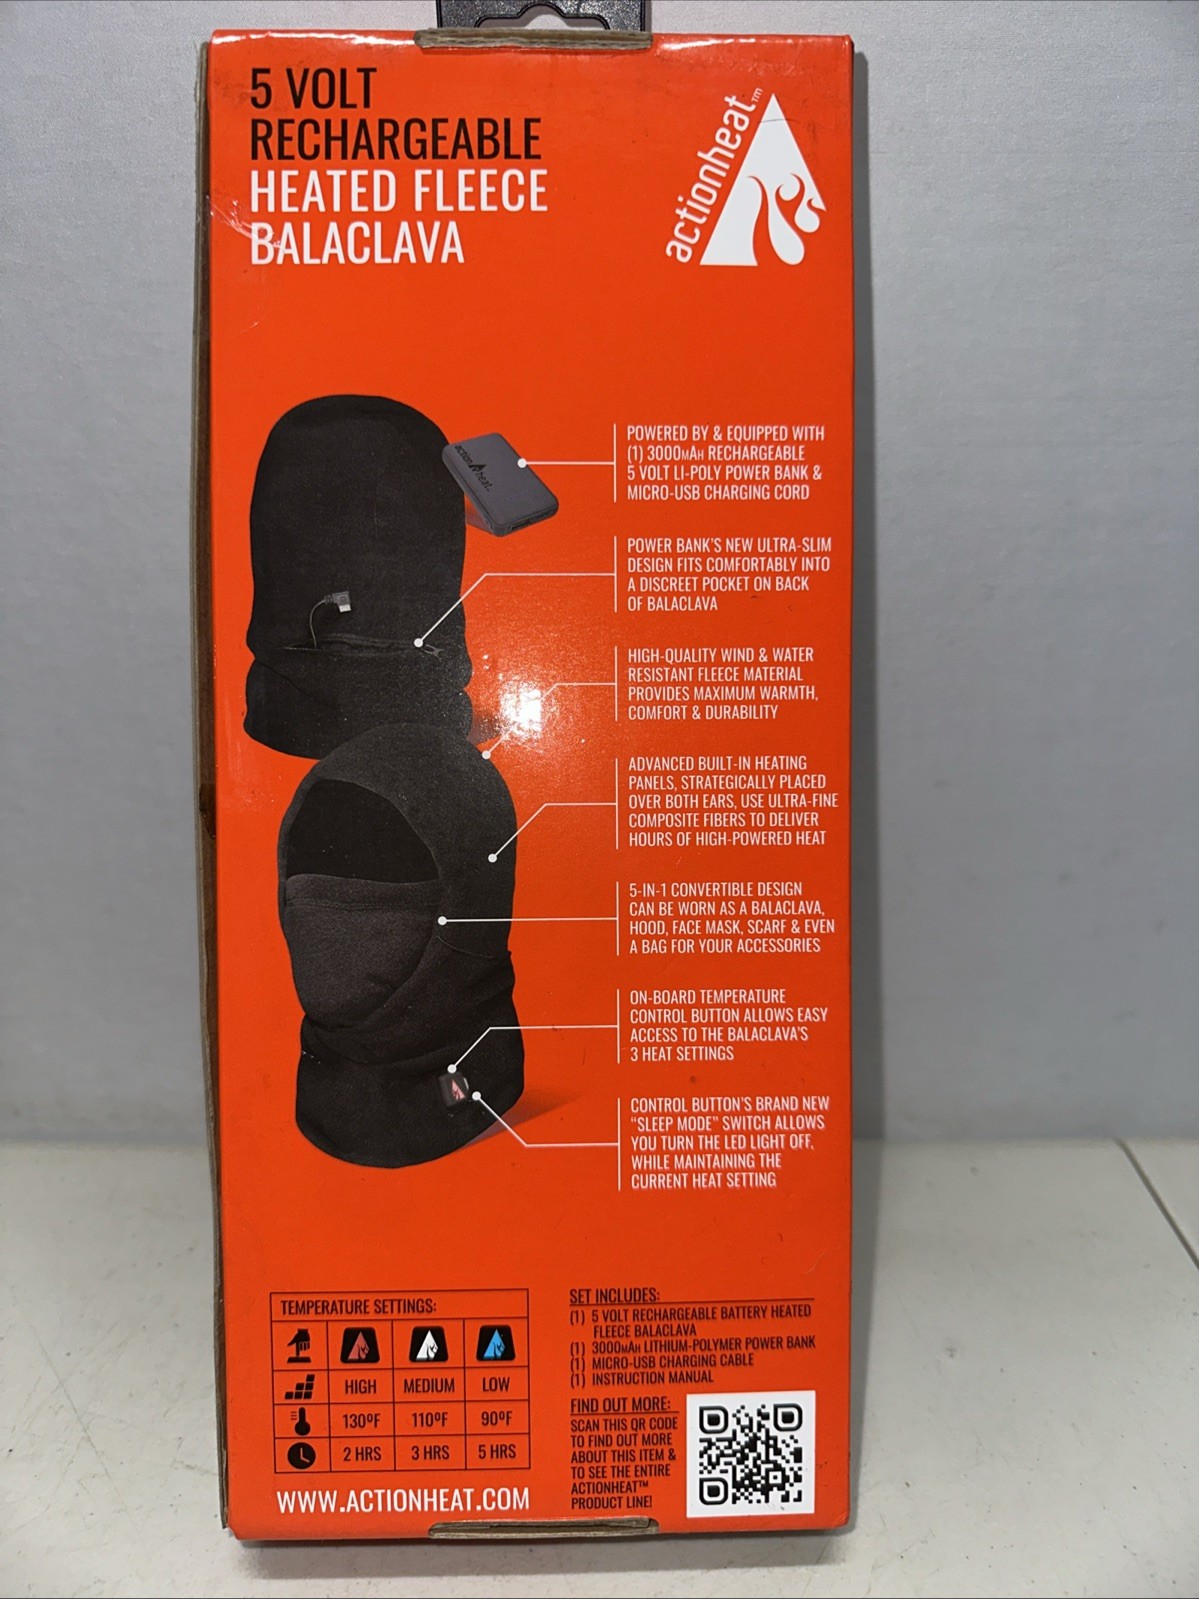 5 VOLT
RECHARGEABLE
HEATED FLEECE
BALACLAVA
actionheat™
action heat
POWERED BY & EQUIPPED WITH
(1) 3000MAH RECHARGEABLE
5 VOLT LI-POLY POWER BANK &
MICRO-USB CHARGING CORD
POWER BANK'S NEW ULTRA-SLIM
DESIGN FITS COMFORTABLY INTO
A DISCREET POCKET ON BACK
OF BALACLAVA
HIGH-QUALITY WIND & WATER
RESISTANT FLEECE MATERIAL
PROVIDES MAXIMUM WARMTH,
COMFORT & DURABILITY
ADVANCED BUILT-IN HEATING
PANELS, STRATEGICALLY PLACED
OVER BOTH EARS, USE ULTRA-FINE
COMPOSITE FIBERS TO DELIVER
HOURS OF HIGH-POWERED HEAT
5-IN-1 CONVERTIBLE DESIGN
CAN BE WORN AS A BALACLAVA,
HOOD, FACE MASK, SCARF & EVEN
A BAG FOR YOUR ACCESSORIES
ON-BOARD TEMPERATURE
CONTROL BUTTON ALLOWS EASY
ACCESS TO THE BALACLAVA'S
3 HEAT SETTINGS
CONTROL BUTTON'S BRAND NEW
"SLEEP MODE" SWITCH ALLOWS
YOU TURN THE LED LIGHT OFF,
WHILE MAINTAINING THE
CURRENT HEAT SETTING
TEMPERATURE SETTINGS:
HIGH MEDIUM LOW
130ºF 110ºF 90ºF
2 HRS 3 HRS 5 HRS
WWW.ACTIONHEAT.COM
SET INCLUDES:
(1) 5 VOLT RECHARGEABLE BATTERY HEATED
FLEECE BALACLAVA
(1) 3000MAH LITHIUM-POLYMER POWER BANK
(1) MICRO-USB CHARGING CABLE
(1) INSTRUCTION MANUAL
FIND OUT MORE:
SCAN THIS QR CODE
TO FIND OUT MORE
ABOUT THIS ITEM &
TO SEE THE ENTIRE
ACTIONHEAT™
PRODUCT LINE!